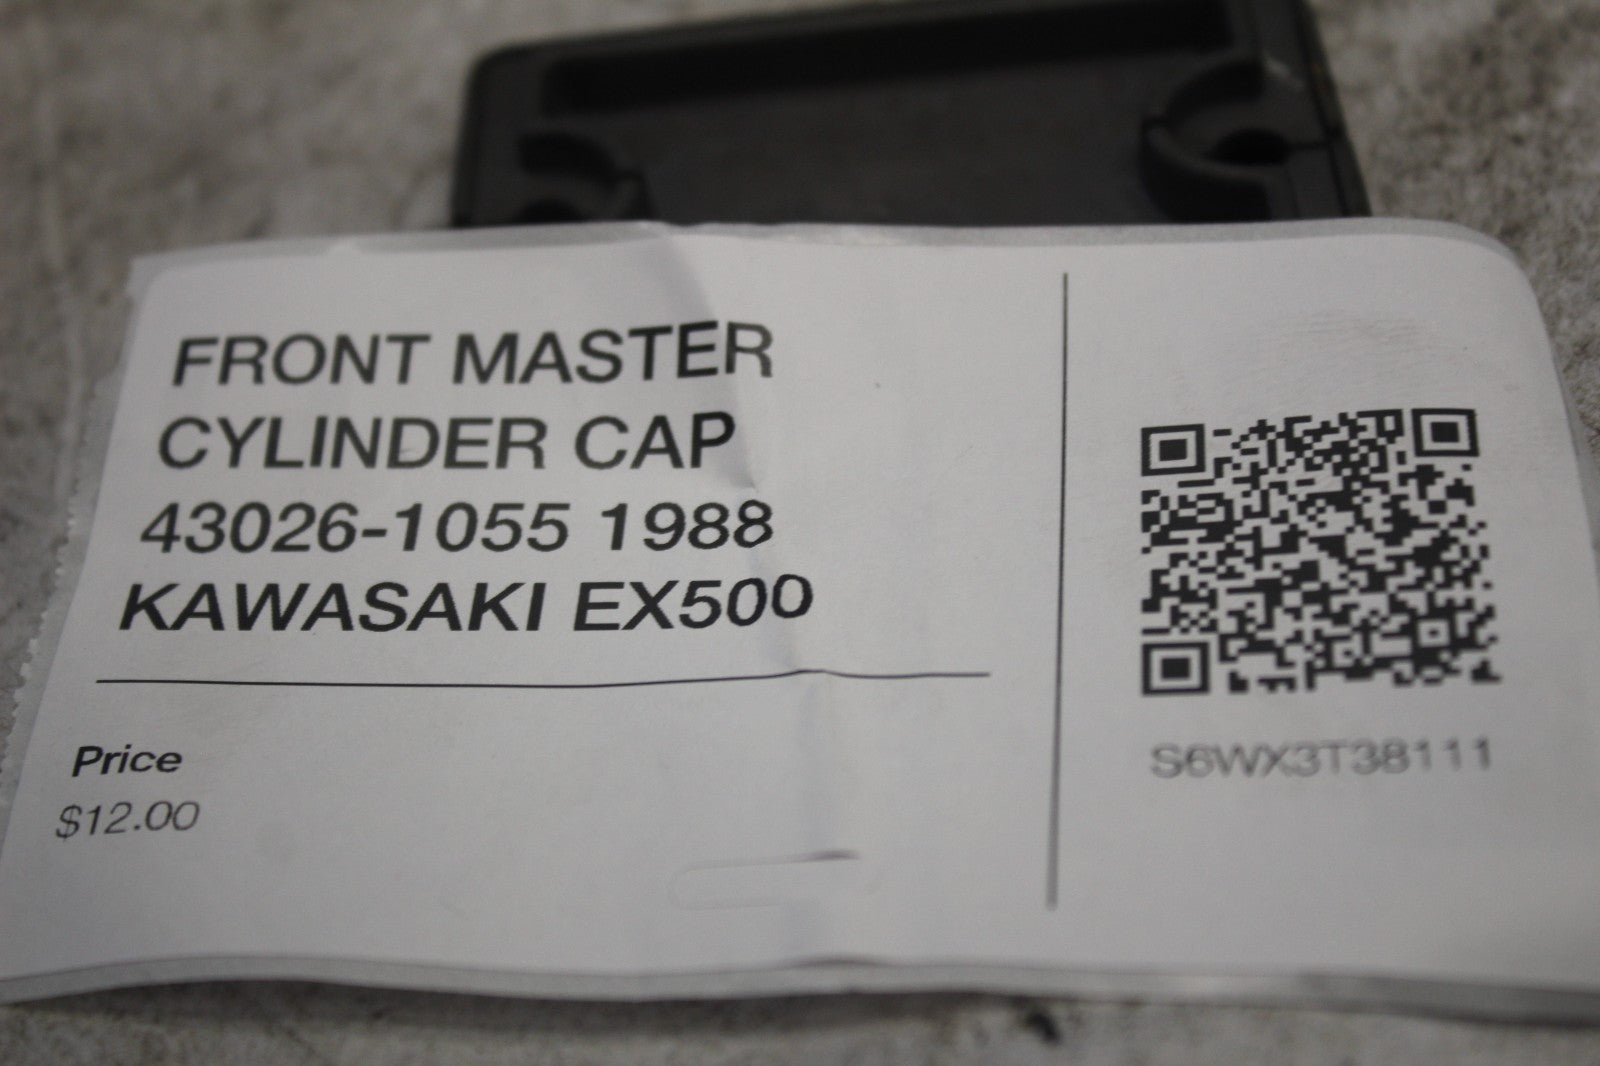 FRONT MASTER
CYLINDER CAP
43026-1055 1988
KAWASAKI EX500
Price
$12.00
S6WX3T38111